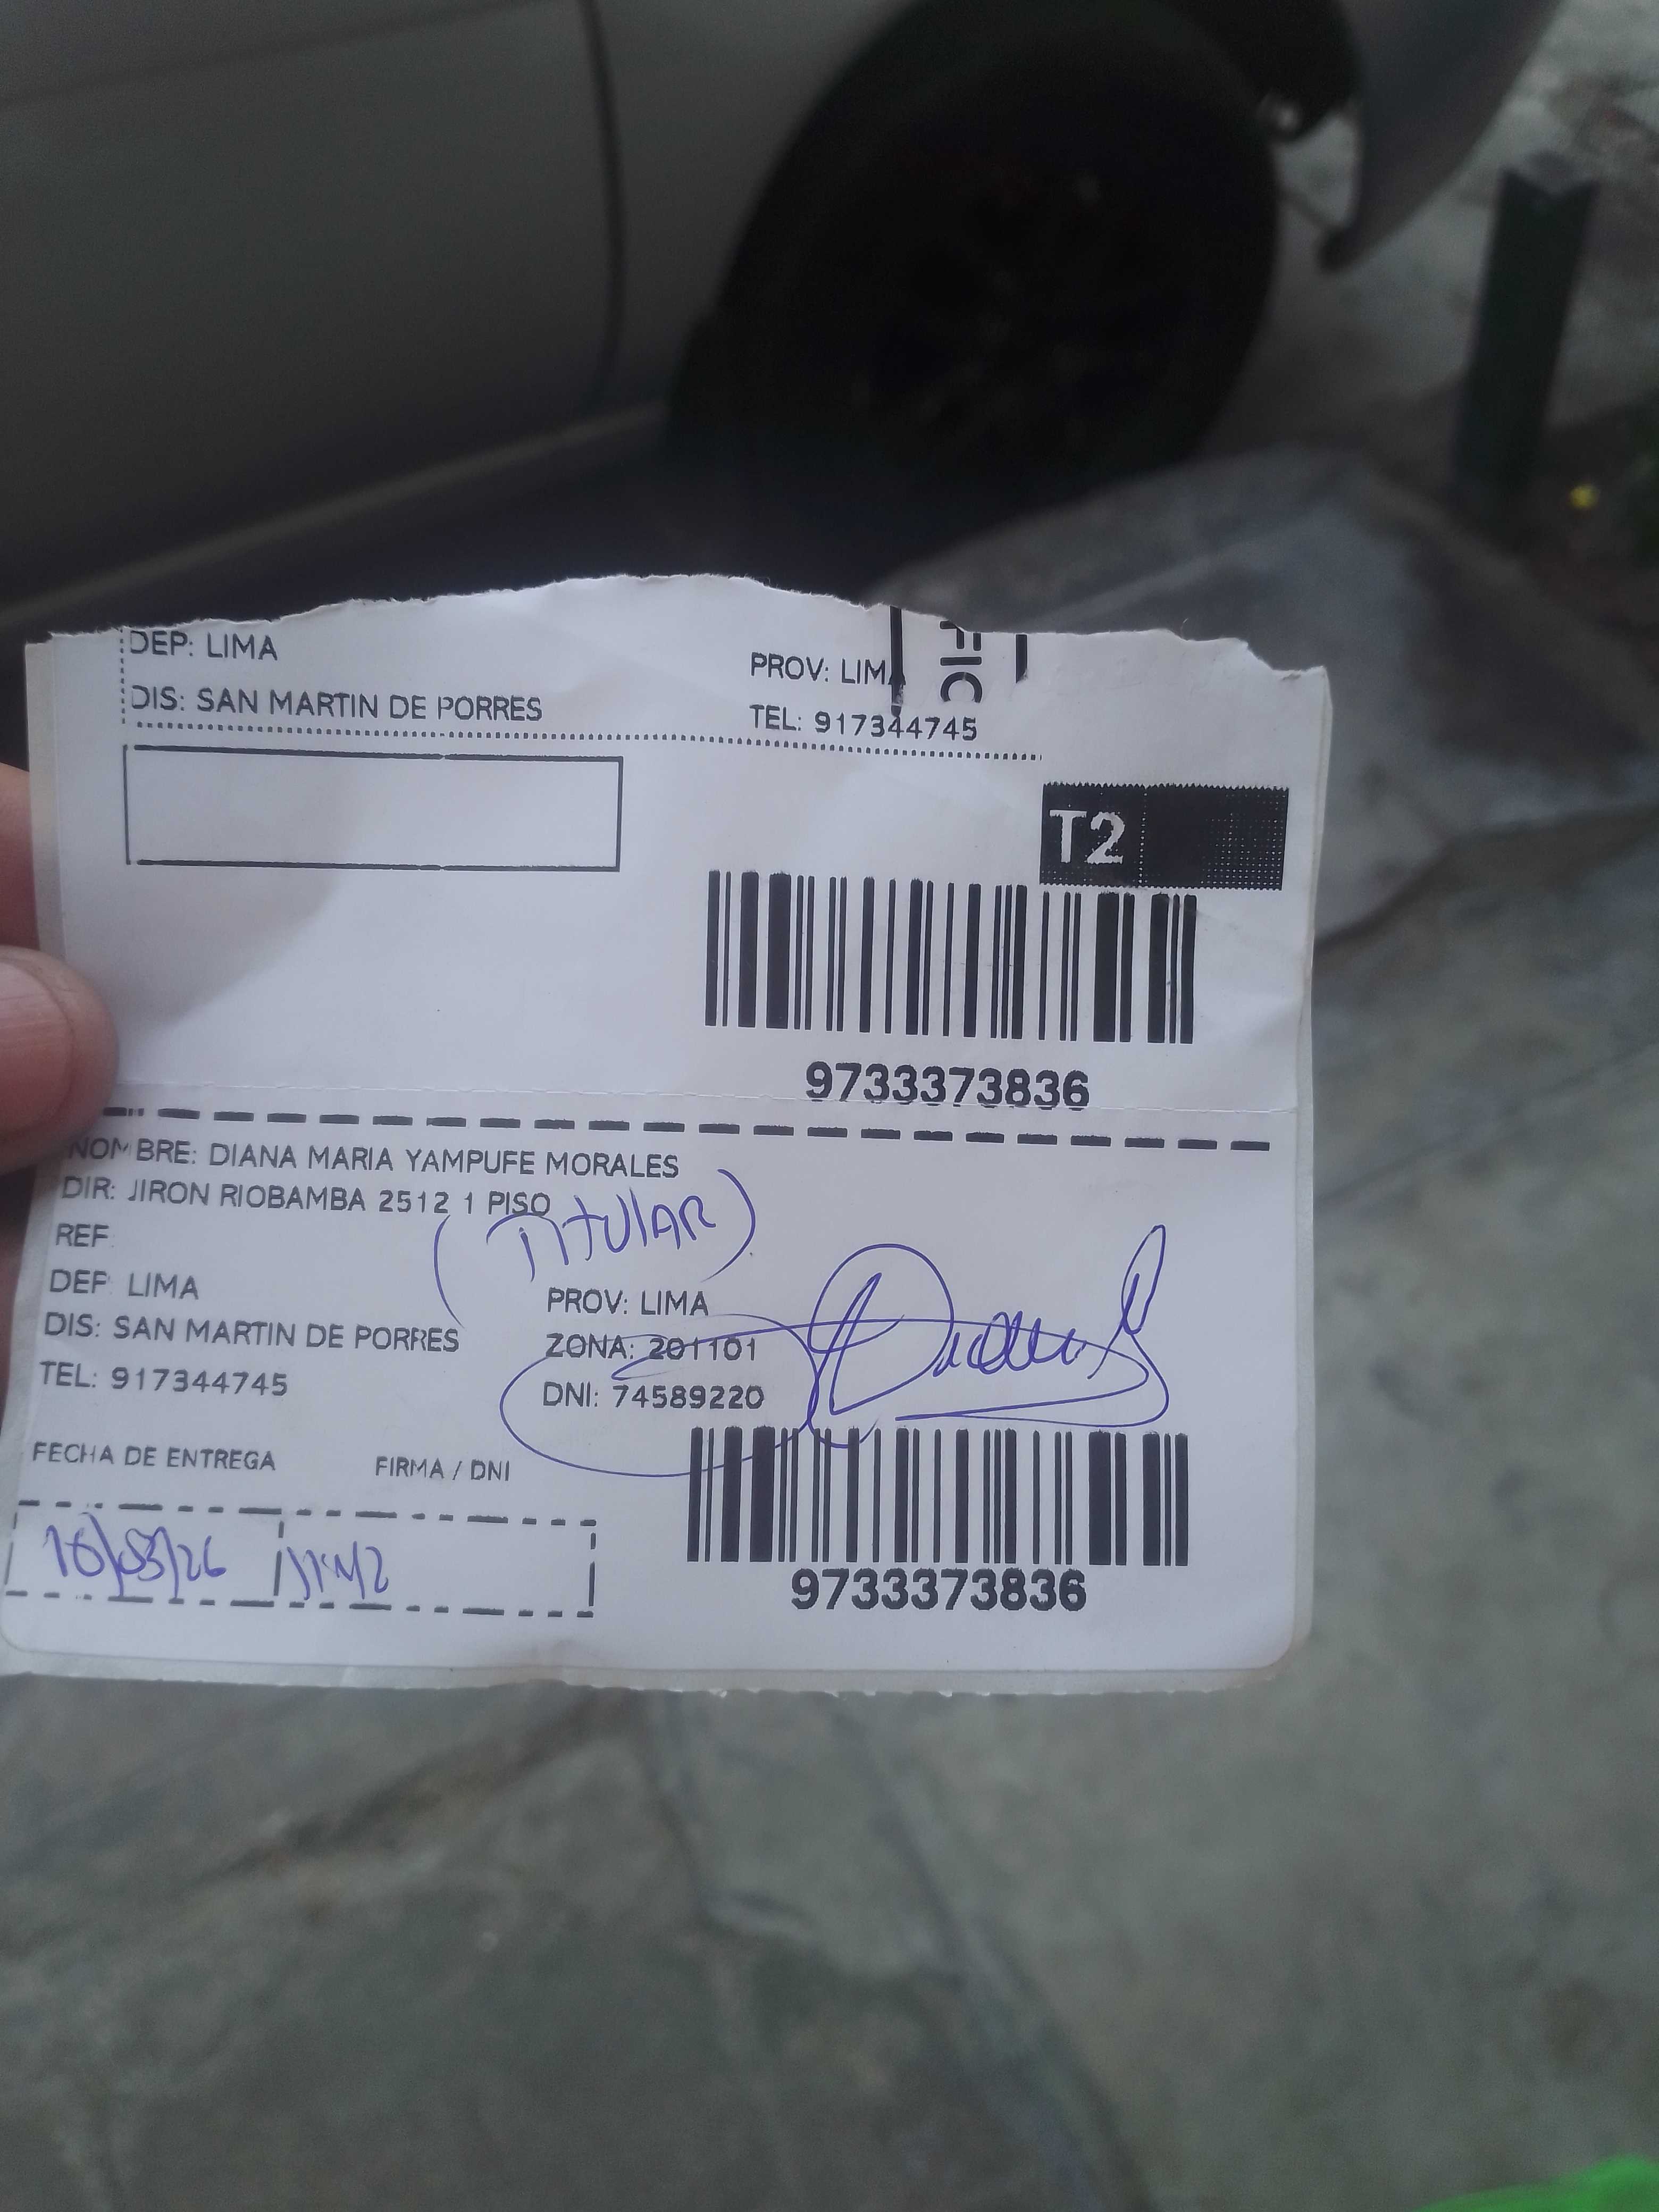 DEP: LIMA
PROV: LIMA
FIC
DIS: SAN MARTIN DE PORRES
TEL: 917344745
T2
9733373836
NOMBRE: DIANA MARIA YAMPUFE MORALES
DIR: JIRON RIOBAMBA 2512 1 PISO
(TITULAR)
REF:
DEP: LIMA
PROV: LIMA
DIS: SAN MARTIN DE PORRES
ZONA: 201101
TEL: 917344745
DNI: 74589220
FECHA DE ENTREGA
FIRMA / DNI
9733373836